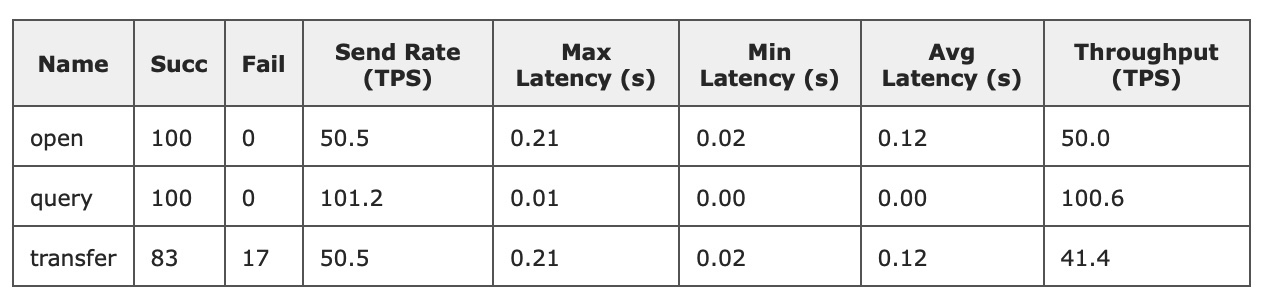 Name Succ Fail Send Rate (TPS) Max Latency (s) Min Latency (s) Avg Latency (s) Throughput (TPS)
open 100 0 50.5 0.21 0.02 0.12 50.0
query 100 0 101.2 0.01 0.00 0.00 100.6
transfer 83 17 50.5 0.21 0.02 0.12 41.4